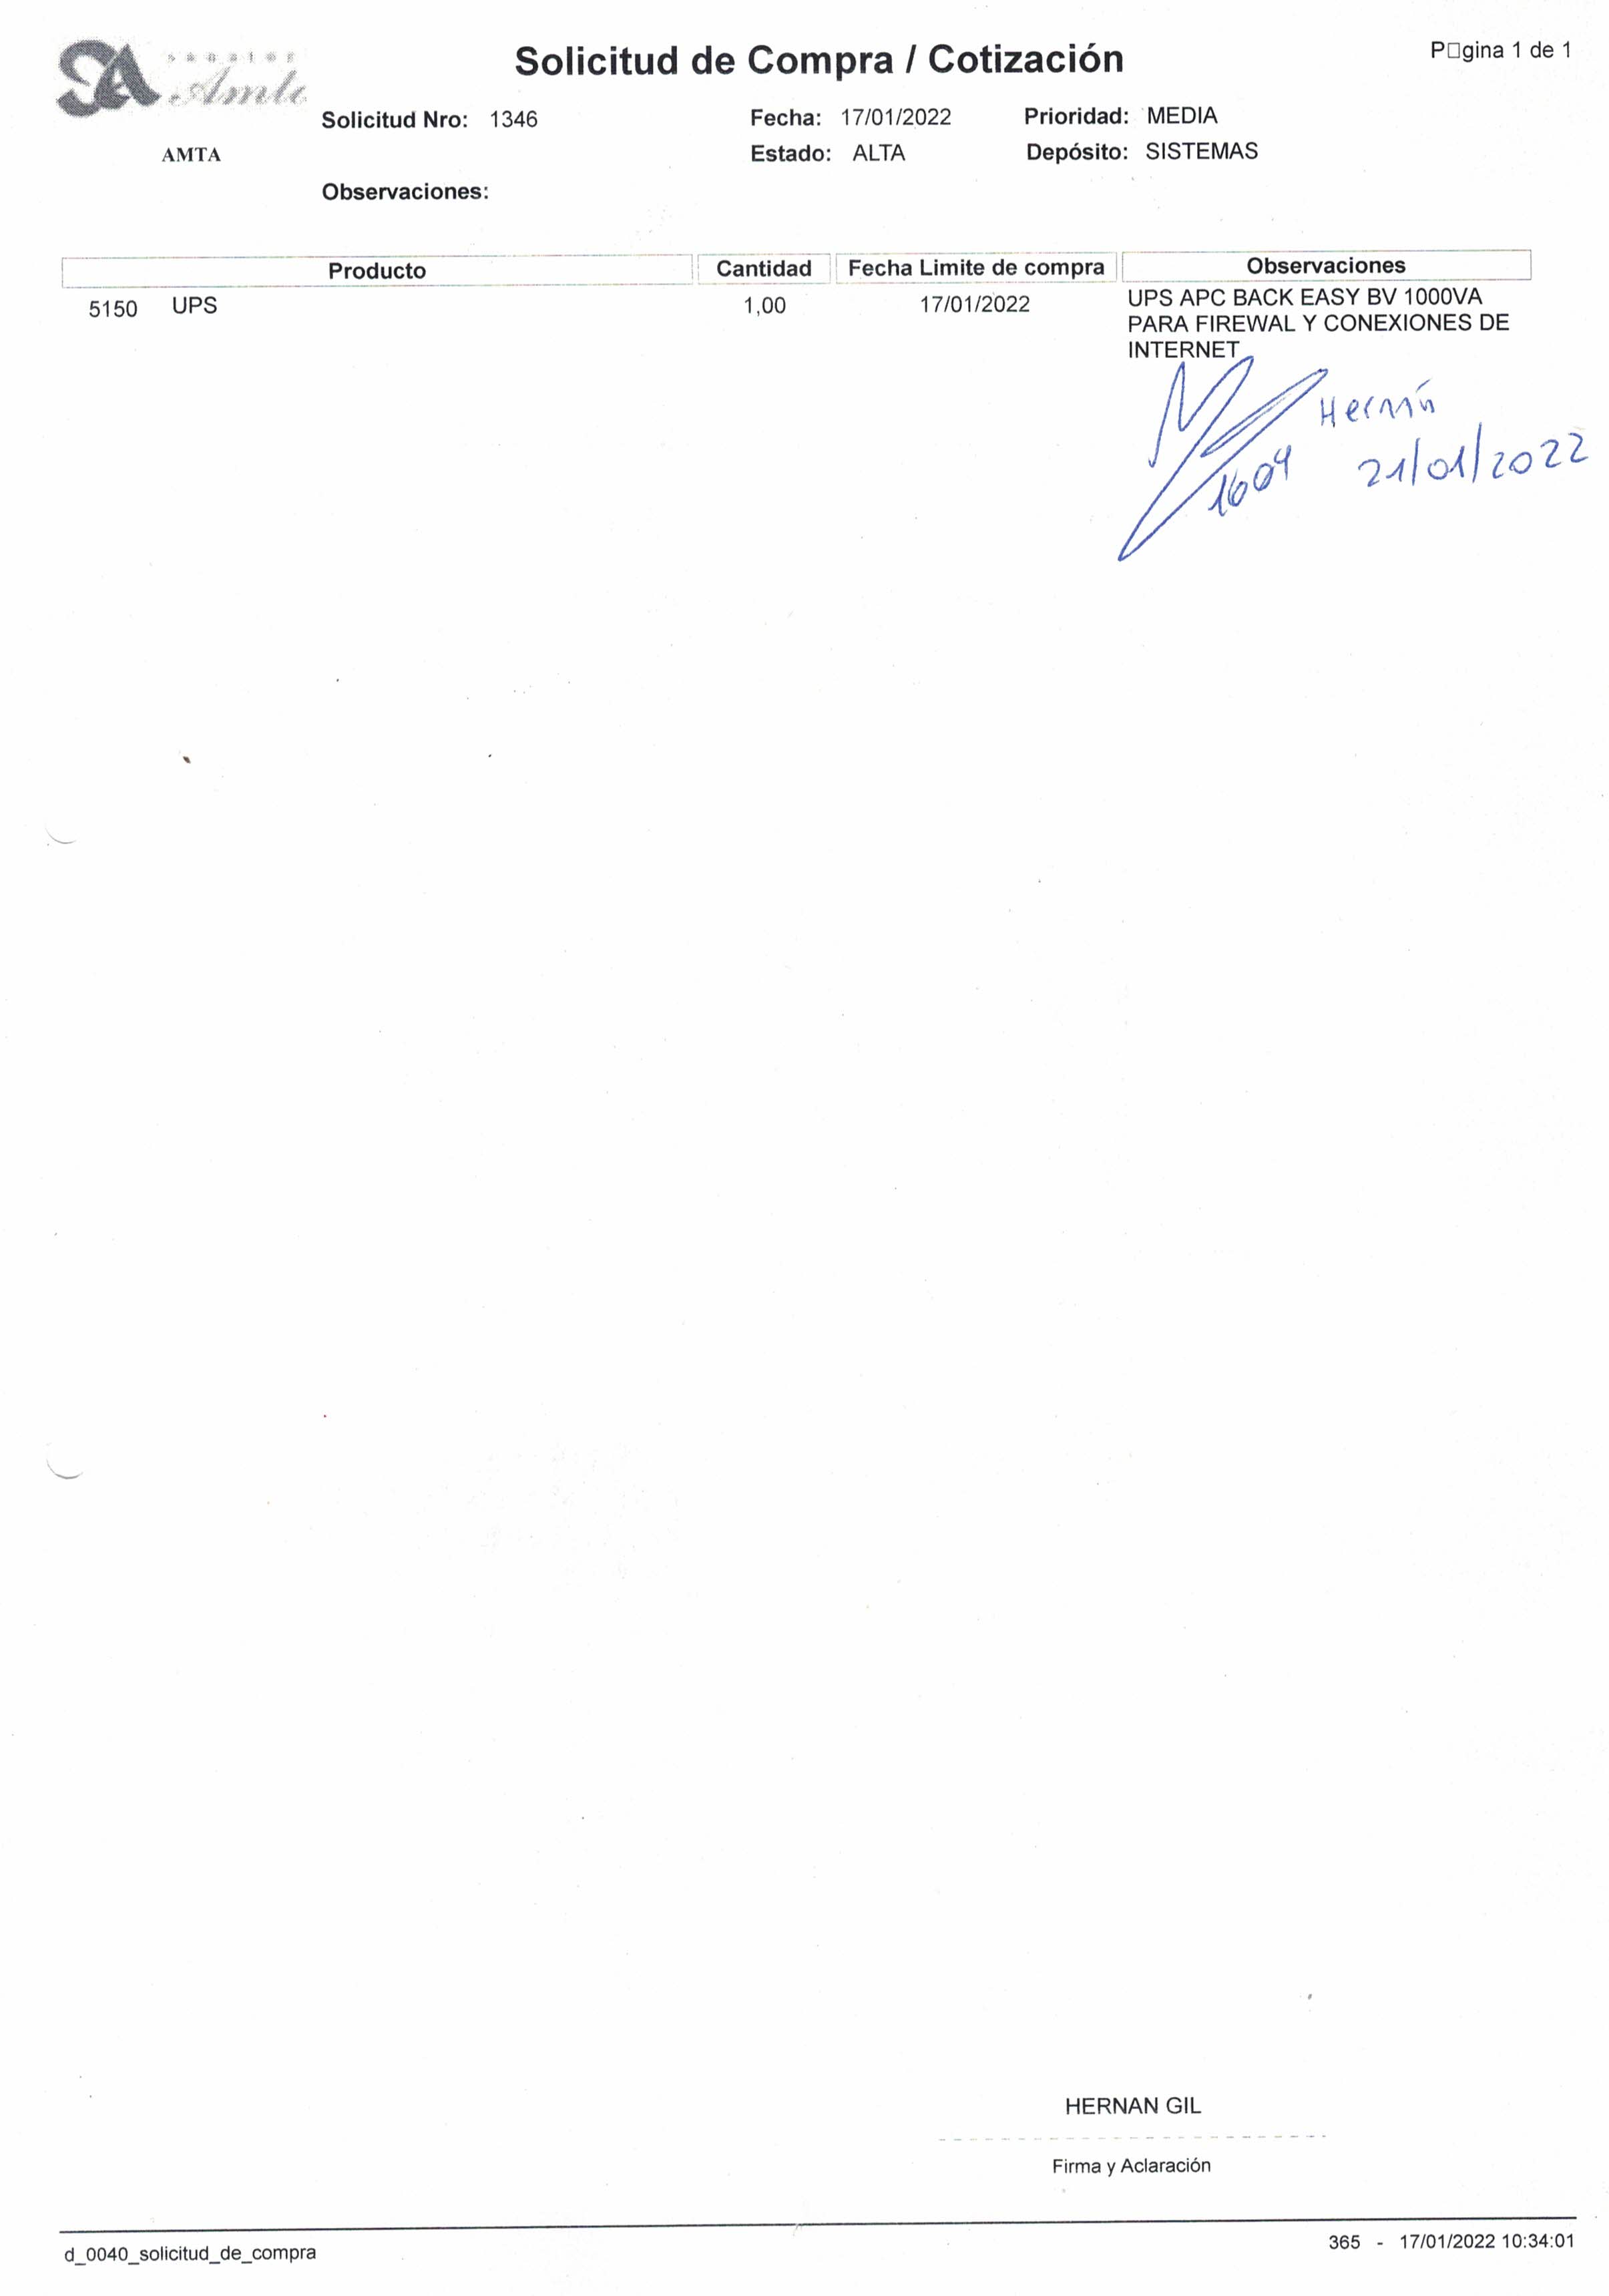 Solicitud de Compra / Cotización
P□gina 1 de 1
Solicitud Nro: 1346
Fecha: 17/01/2022
Prioridad: MEDIA
AMTA
Estado: ALTA
Depósito: SISTEMAS
Observaciones:
Producto Cantidad Fecha Limite de compra Observaciones
5150 UPS 1,00 17/01/2022 UPS APC BACK EASY BV 1000VA
PARA FIREWAL Y CONEXIONES DE
INTERNET
Hernán
1604 21/01/2022
HERNAN GIL
Firma y Aclaración
d_0040_solicitud_de_compra
365 - 17/01/2022 10:34:01